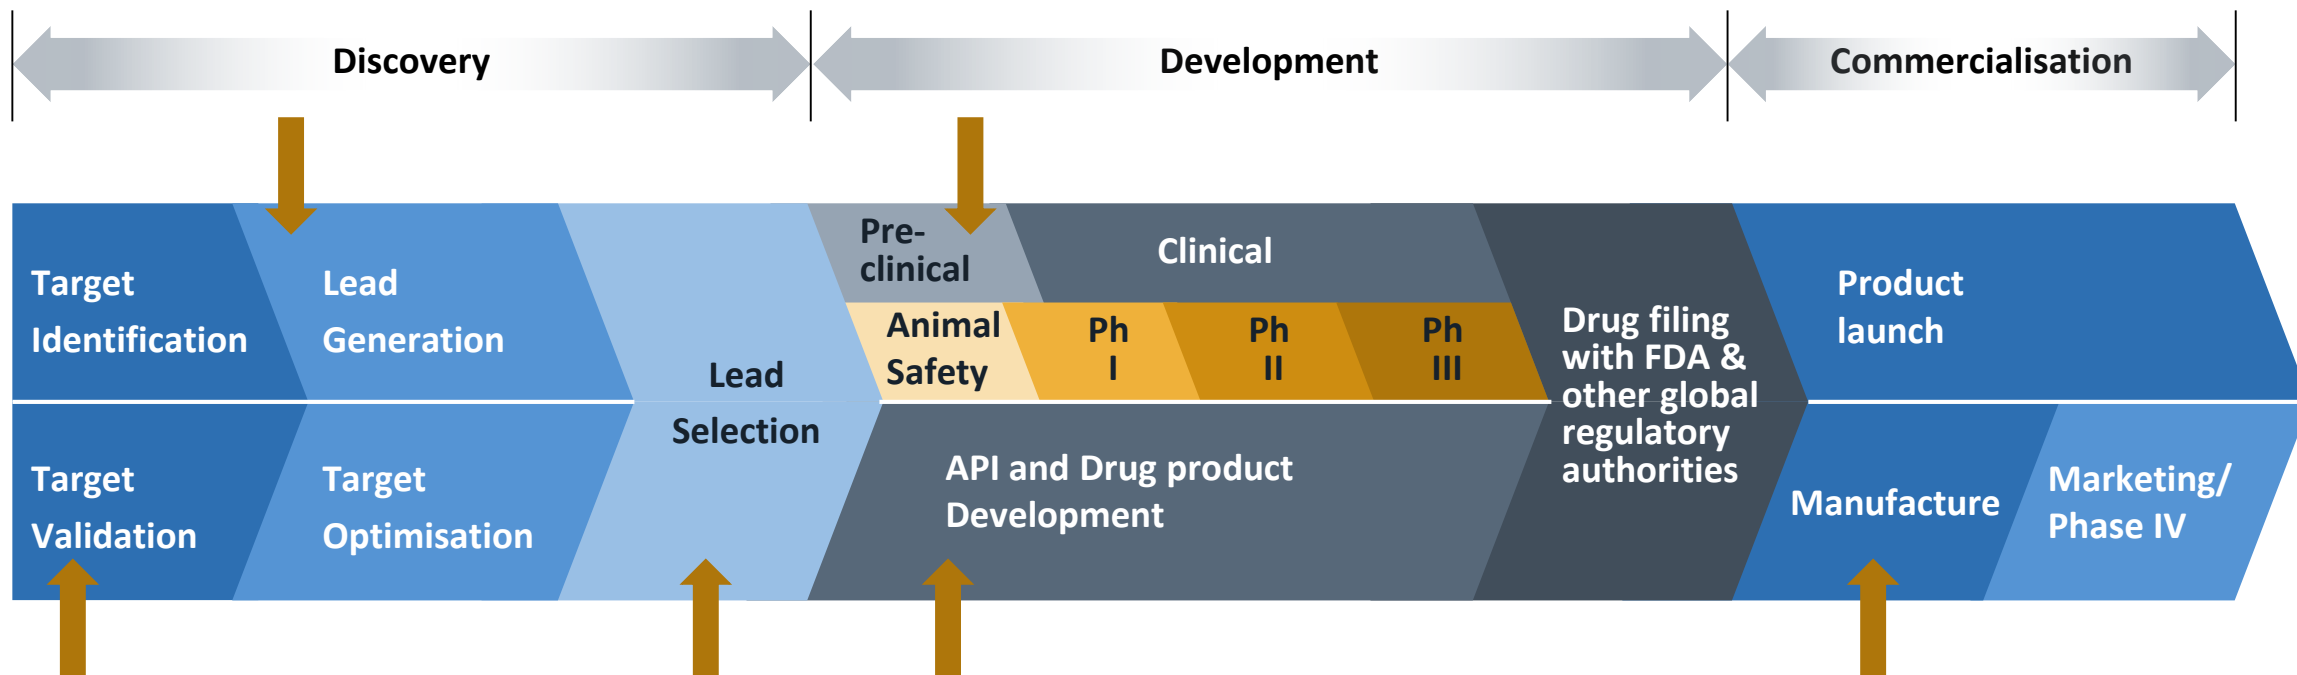 Discovery
Development
Commercialisation
Target
Identification
Lead
Generation
Target
Validation
Target
Optimisation
Lead
Selection
Pre-
clinical
Clinical
Animal
Safety
Ph
I
Ph
II
Ph
III
API and Drug product
Development
Drug filing
with FDA &
other global
regulatory
authorities
Product
launch
Manufacture
Marketing/
Phase IV